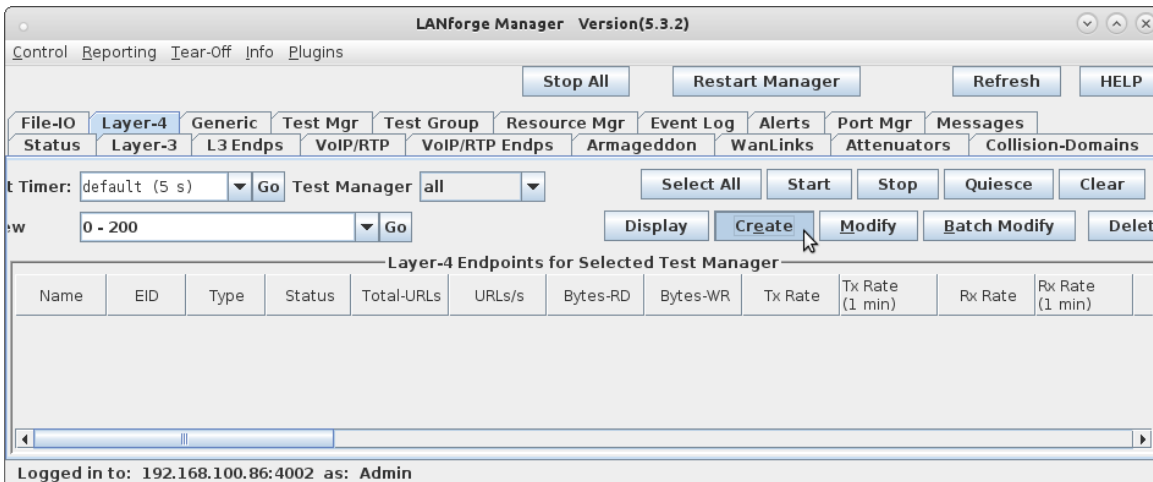 LANforge Manager Version(5.3.2)
Control Reporting Tear-Off Info Plugins
Stop All Restart Manager Refresh HELP
File-IO Layer-4 Generic Test Mgr Test Group Resource Mgr Event Log Alerts Port Mgr Messages
Status Layer-3 L3 Endps VoIP/RTP VoIP/RTP Endps Armageddon WanLinks Attenuators Collision-Domains
t Timer: default (5 s) Go Test Manager all Select All Start Stop Quiesce Clear
ew 0 - 200 Go Display Create Modify Batch Modify Delet
Layer-4 Endpoints for Selected Test Manager
Name EID Type Status Total-URLs URLs/s Bytes-RD Bytes-WR Tx Rate Tx Rate (1 min) Rx Rate Rx Rate (1 min)
Logged in to: 192.168.100.86:4002 as: Admin